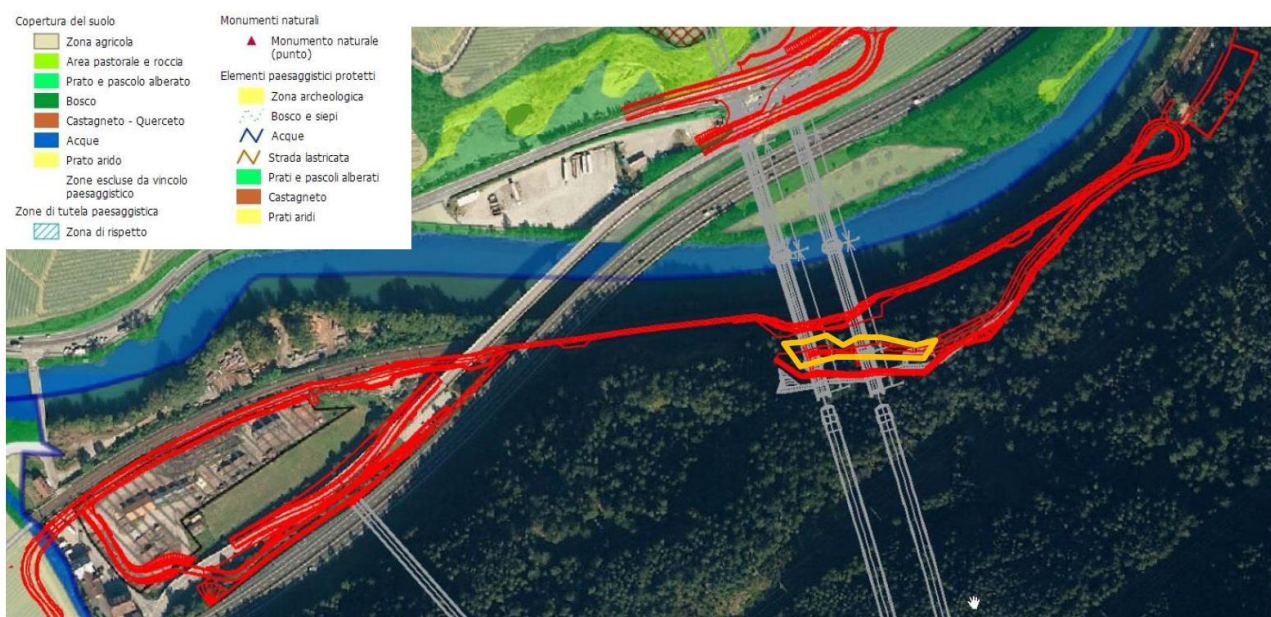 Copertura del suolo
Zona agricola
Area pastorale e roccia
Prato e pascolo alberato
Bosco
Castagneto - Querceto
Acque
Prato arido
Zone escluse da vincolo
paesaggistico
Zone di tutela paesaggistica
Zona di rispetto
Monumenti naturali
Monumento naturale
(punto)
Elementi paesaggistici protetti
Zona archeologica
Bosco e siepi
Acque
Strada lastricata
Prati e pascoli alberati
Castagneto
Prati aridi